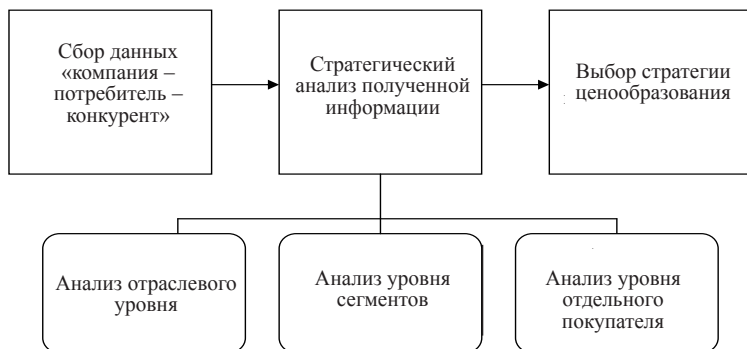 Сбор данных
«компания –
потребитель –
конкурент»
Стратегический
анализ полученной
информации
Выбор стратегии
ценообразования
Анализ отраслевого
уровня
Анализ уровня
сегментов
Анализ уровня
отдельного
покупателя